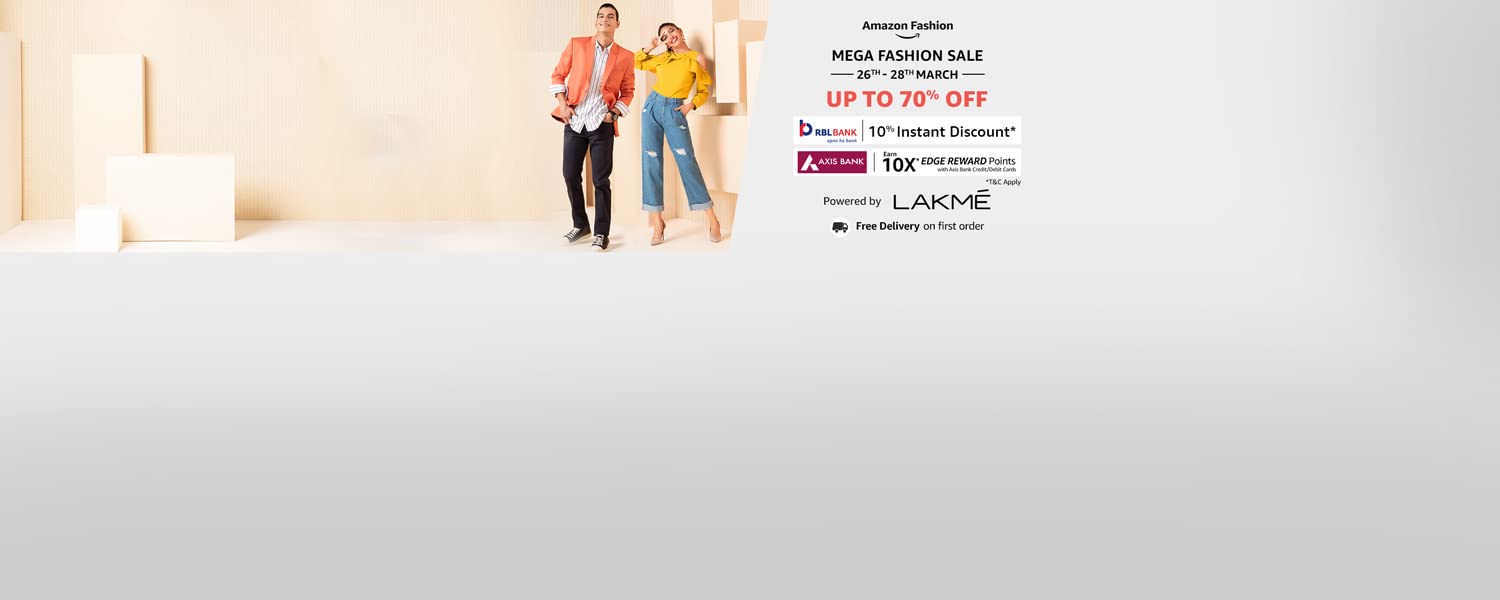 Amazon Fashion
MEGA FASHION SALE
26TH - 28TH MARCH
UP TO 70% OFF
RBLBANK
apno ka bank
10% Instant Discount*
AXIS BANK
Earn
10X* EDGE REWARD Points
with Axis Bank Credit/Debit Cards
*T&C Apply
Powered by LAKMÉ
Free Delivery on first order